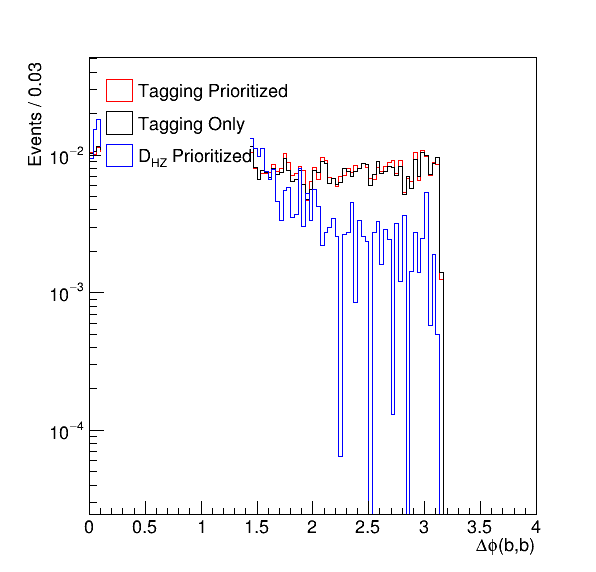 Events / 0.03
Tagging Prioritized
Tagging Only
D_HZ Prioritized
10^−2
10^−3
10^−4
0 0.5 1 1.5 2 2.5 3 3.5 4
Δϕ(b,b)